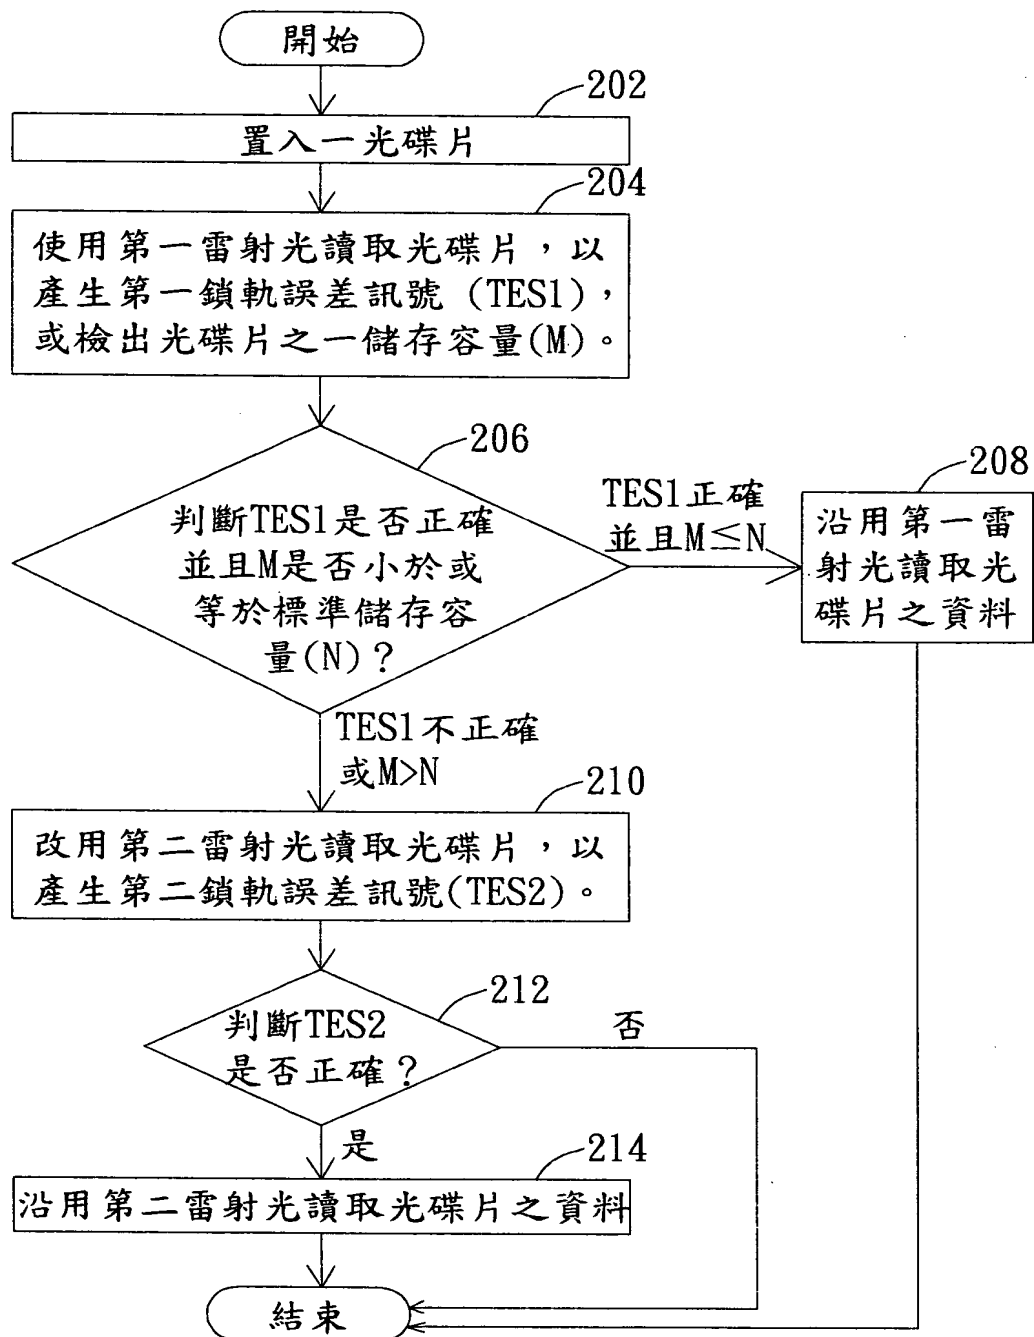 開始
202
置入一光碟片
204
使用第一雷射光讀取光碟片，以
產生第一鎖軌誤差訊號 (TES1)，
或檢出光碟片之一儲存容量(M)。
206
判斷TES1是否正確
並且M是否小於或
等於標準儲存容
量(N)？
TES1正確
並且M≦N
208
沿用第一雷
射光讀取光
碟片之資料
TES1不正確
或M>N
210
改用第二雷射光讀取光碟片，以
產生第二鎖軌誤差訊號(TES2)。
212
判斷TES2
是否正確？
否
是
214
沿用第二雷射光讀取光碟片之資料
結束